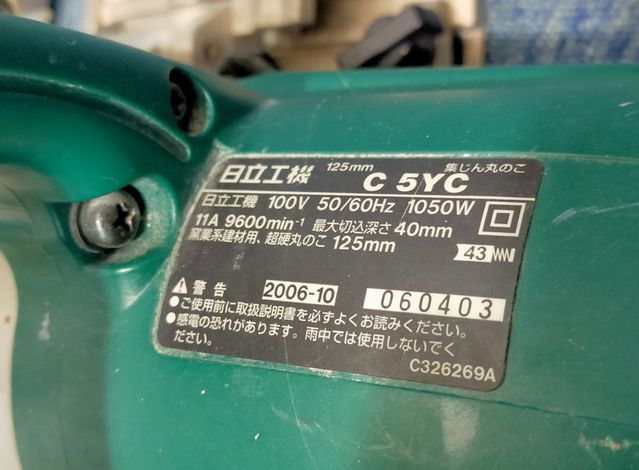 日立工機 125mm C 5YC 集じん丸のこ
日立工機 100V 50/60Hz 1050W
11A 9600min⁻¹ 最大切込深さ 40mm
窯業系建材用、超硬丸のこ 125mm
43
警告 2006-10 060403
●ご使用前に取扱説明書を必ずよくお読みください。
●感電の恐れがあります。雨中では使用しないでく
ださい。
C326269A